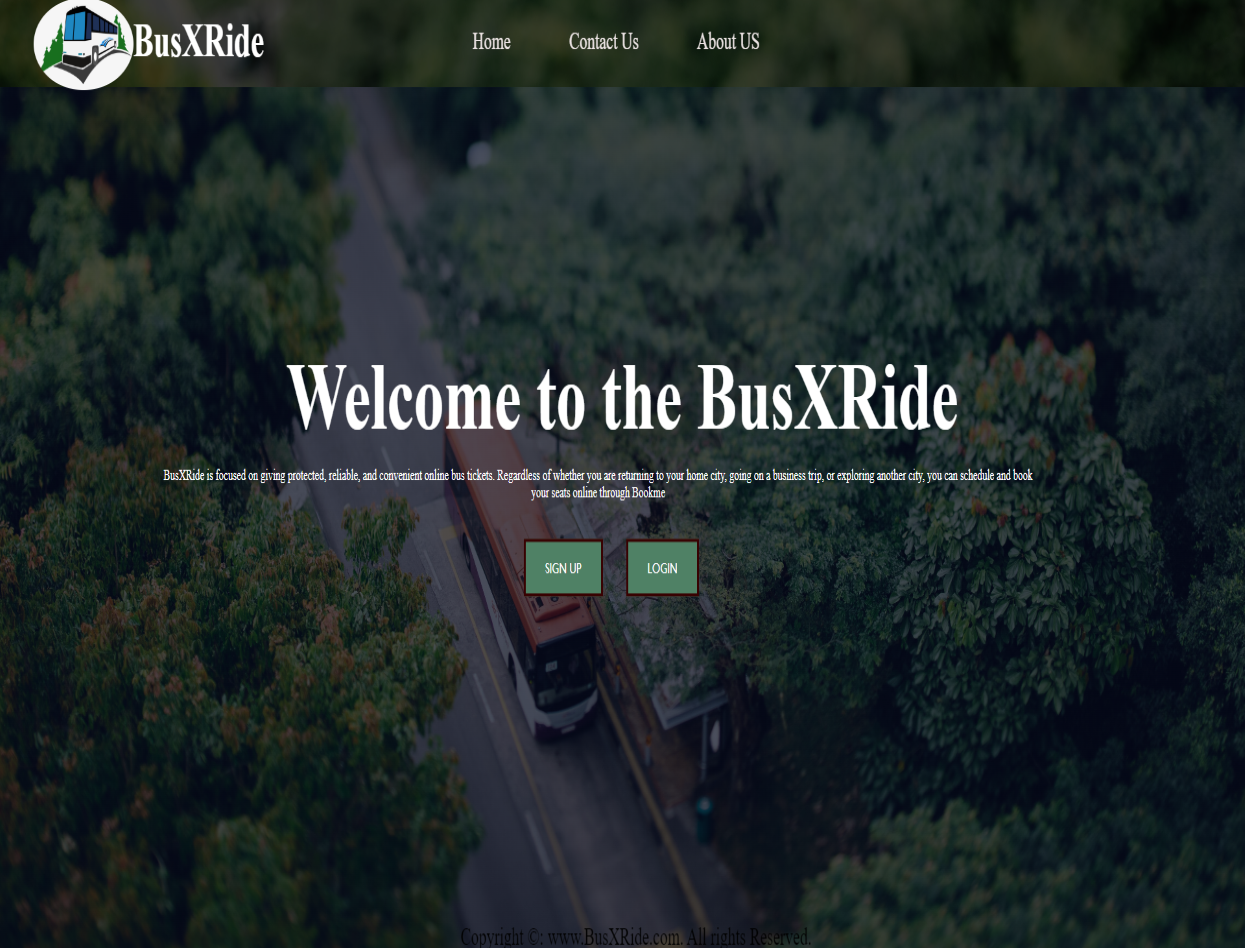 BusXRide
Home Contact Us About US
Welcome to the BusXRide
BusXRide is focused on giving protected, reliable, and convenient online bus tickets. Regardless of whether you are returning to your home city, going on a business trip, or exploring another city, you can schedule and book
your seats online through Bookme
SIGN UP LOGIN
Copyright ©: www.BusXRide.com. All rights Reserved.